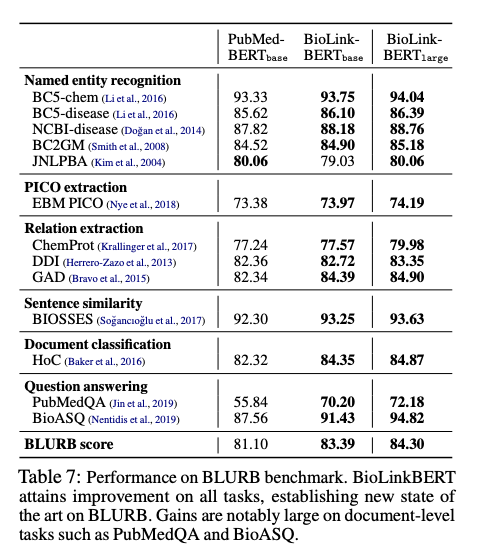 PubMed- BioLink- BioLink-
BERTbase BERTbase BERTlarge
Named entity recognition
BC5-chem (Li et al., 2016) 93.33 93.75 94.04
BC5-disease (Li et al., 2016) 85.62 86.10 86.39
NCBI-disease (Doğan et al., 2014) 87.82 88.18 88.76
BC2GM (Smith et al., 2008) 84.52 84.90 85.18
JNLPBA (Kim et al., 2004) 80.06 79.03 80.06
PICO extraction
EBM PICO (Nye et al., 2018) 73.38 73.97 74.19
Relation extraction
ChemProt (Krallinger et al., 2017) 77.24 77.57 79.98
DDI (Herrero-Zazo et al., 2013) 82.36 82.72 83.35
GAD (Bravo et al., 2015) 82.34 84.39 84.90
Sentence similarity
BIOSSES (Soğancıoğlu et al., 2017) 92.30 93.25 93.63
Document classification
HoC (Baker et al., 2016) 82.32 84.35 84.87
Question answering
PubMedQA (Jin et al., 2019) 55.84 70.20 72.18
BioASQ (Nentidis et al., 2019) 87.56 91.43 94.82
BLURB score 81.10 83.39 84.30
Table 7: Performance on BLURB benchmark. BioLinkBERT
attains improvement on all tasks, establishing new state of
the art on BLURB. Gains are notably large on document-level
tasks such as PubMedQA and BioASQ.